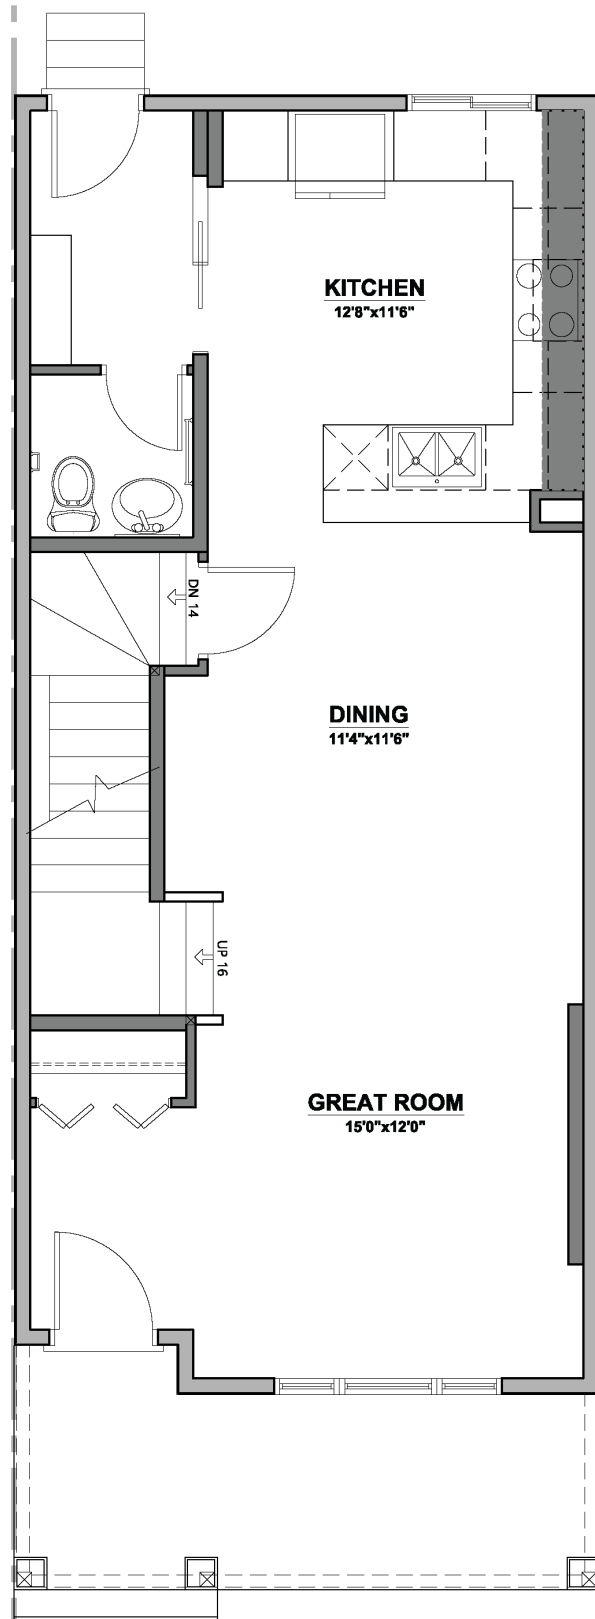 KITCHEN
12'8"x11'6"
DN 14
DINING
11'4"x11'6"
UP 16
GREAT ROOM
15'0"x12'0"